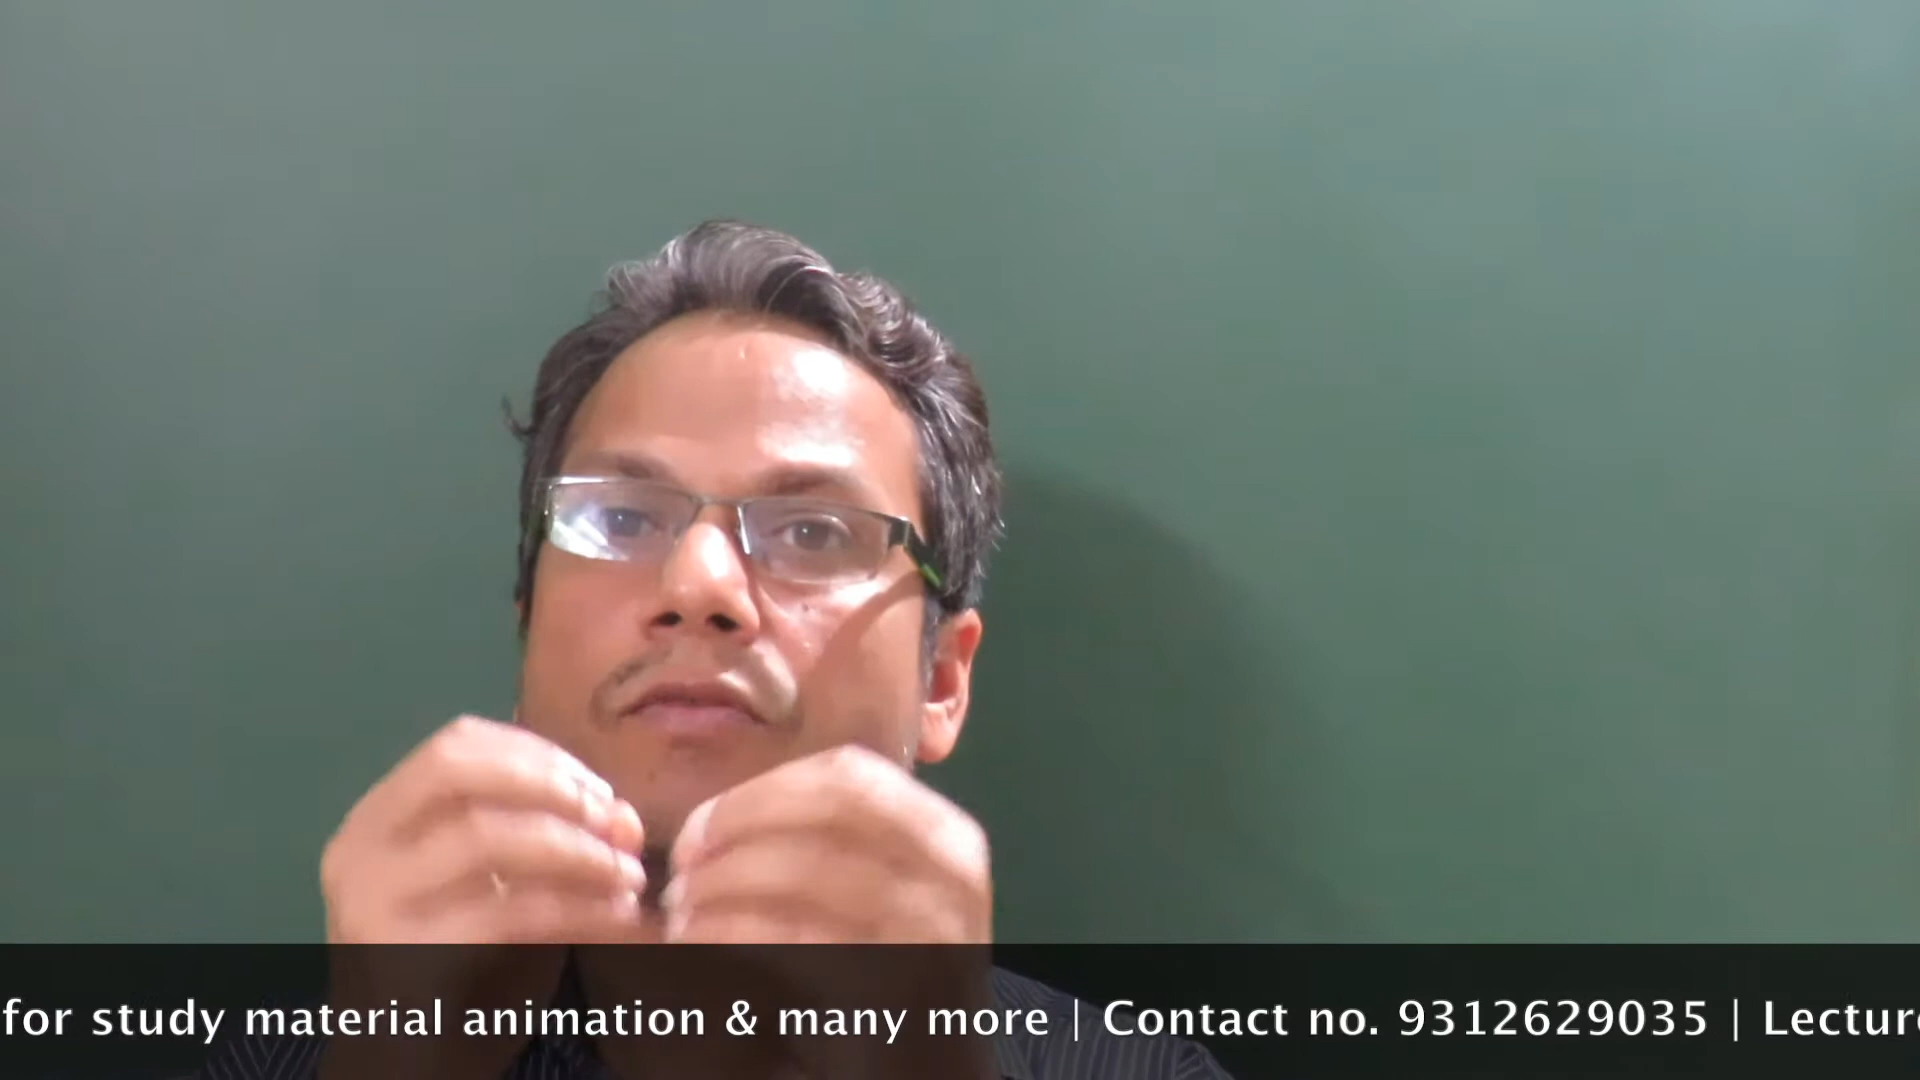 for study material animation & many more | Contact no. 9312629035 | Lecture